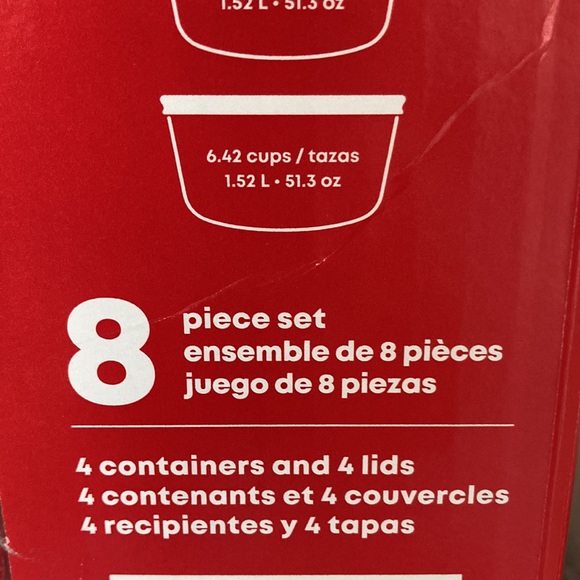 1.52 L • 51.3 oz
6.42 cups / tazas
1.52 L • 51.3 oz
8
piece set
ensemble de 8 pièces
juego de 8 piezas
4 containers and 4 lids
4 contenants et 4 couvercles
4 recipientes y 4 tapas